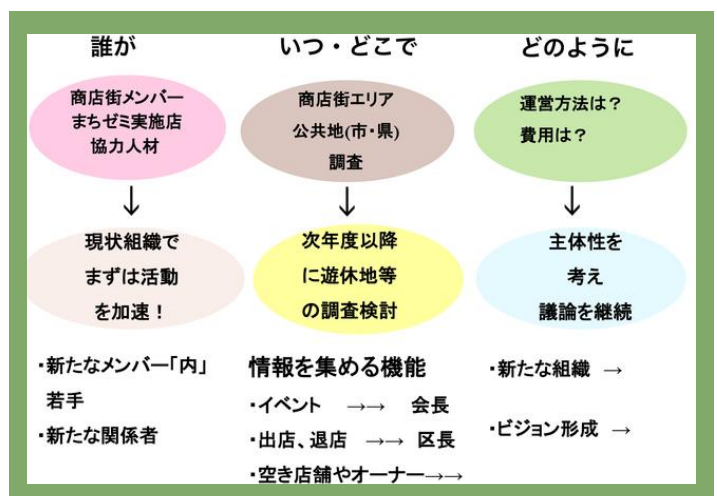 誰が
いつ・どこで
どのように
商店街メンバー
まちゼミ実施店
協力人材
商店街エリア
公共地(市・県)
調査
運営方法は？
費用は？
↓
↓
↓
現状組織で
まずは活動
を加速！
次年度以降
に遊休地等
の調査検討
主体性を
考え
議論を継続
・新たなメンバー「内」
若手
・新たな関係者
情報を集める機能
・イベント　→→　会長
・出店、退店　→→　区長
・空き店舗やオーナー→→
・新たな組織　→
・ビジョン形成　→